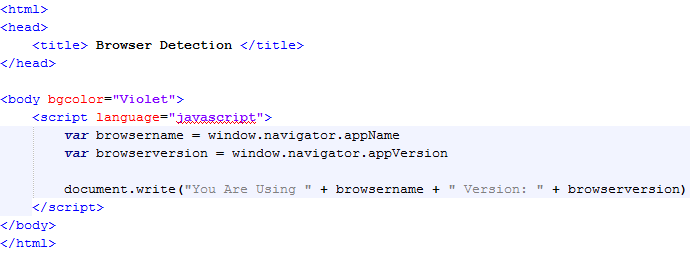 <html>
<head>
<title> Browser Detection </title>
</head>
<body bgcolor="Violet">
<script language="javascript">
var browsername = window.navigator.appName
var browserversion = window.navigator.appVersion
document.write("You Are Using " + browsername + " Version: " + browserversion)
</script>
</body>
</html>